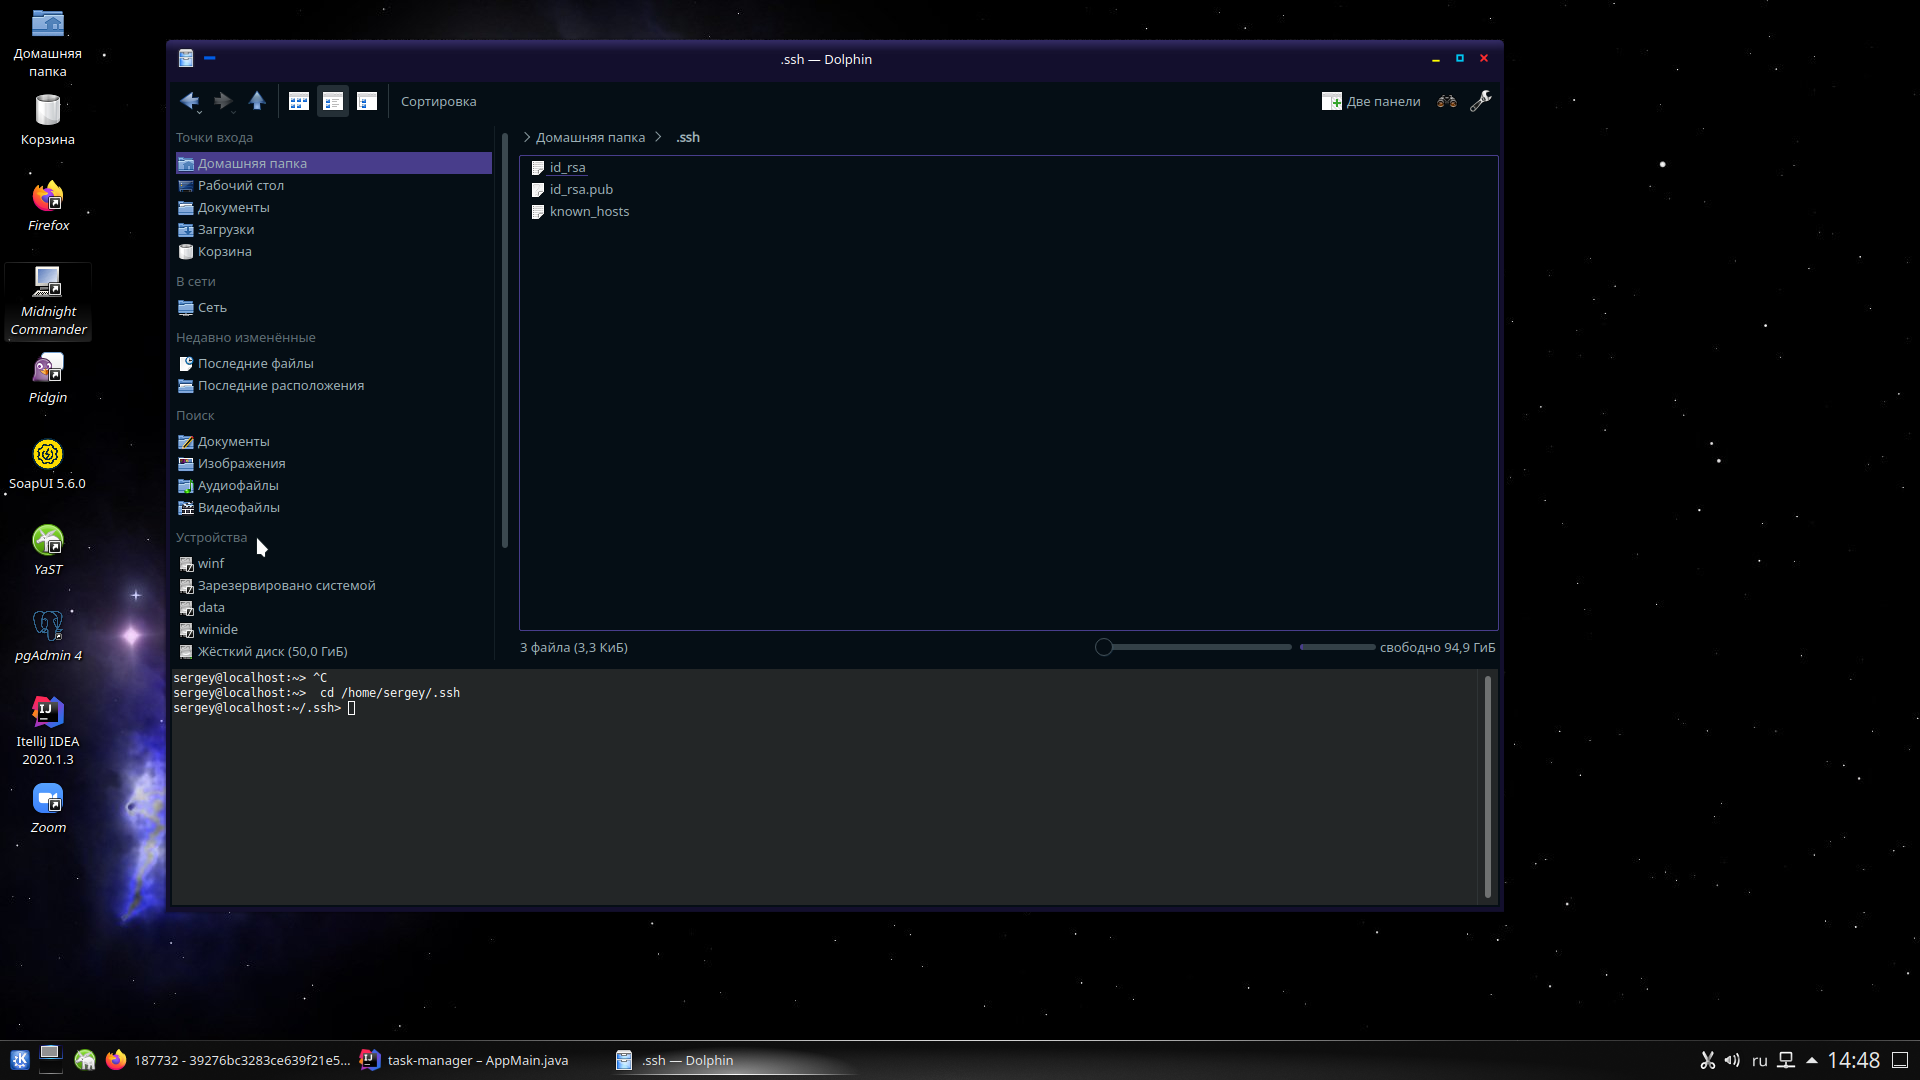 Домашняя
папка
Корзина
Firefox
Midnight
Commander
Pidgin
SoapUI 5.6.0
YaST
pgAdmin 4
ItelliJ IDEA
2020.1.3
Zoom
.ssh — Dolphin
Сортировка
Две панели
Точки входа
Домашняя папка
Рабочий стол
Документы
Загрузки
Корзина
В сети
Сеть
Недавно изменённые
Последние файлы
Последние расположения
Поиск
Документы
Изображения
Аудиофайлы
Видеофайлы
Устройства
winf
Зарезервировано системой
data
winide
Жёсткий диск (50,0 ГиБ)
Домашняя папка > .ssh
id_rsa
id_rsa.pub
known_hosts
3 файла (3,3 КиБ)
свободно 94,9 ГиБ
sergey@localhost:~> ^C
sergey@localhost:~>  cd /home/sergey/.ssh
sergey@localhost:~/.ssh>
187732 - 39276bc3283ce639f21e5...
task-manager – AppMain.java
.ssh — Dolphin
ru
14:48